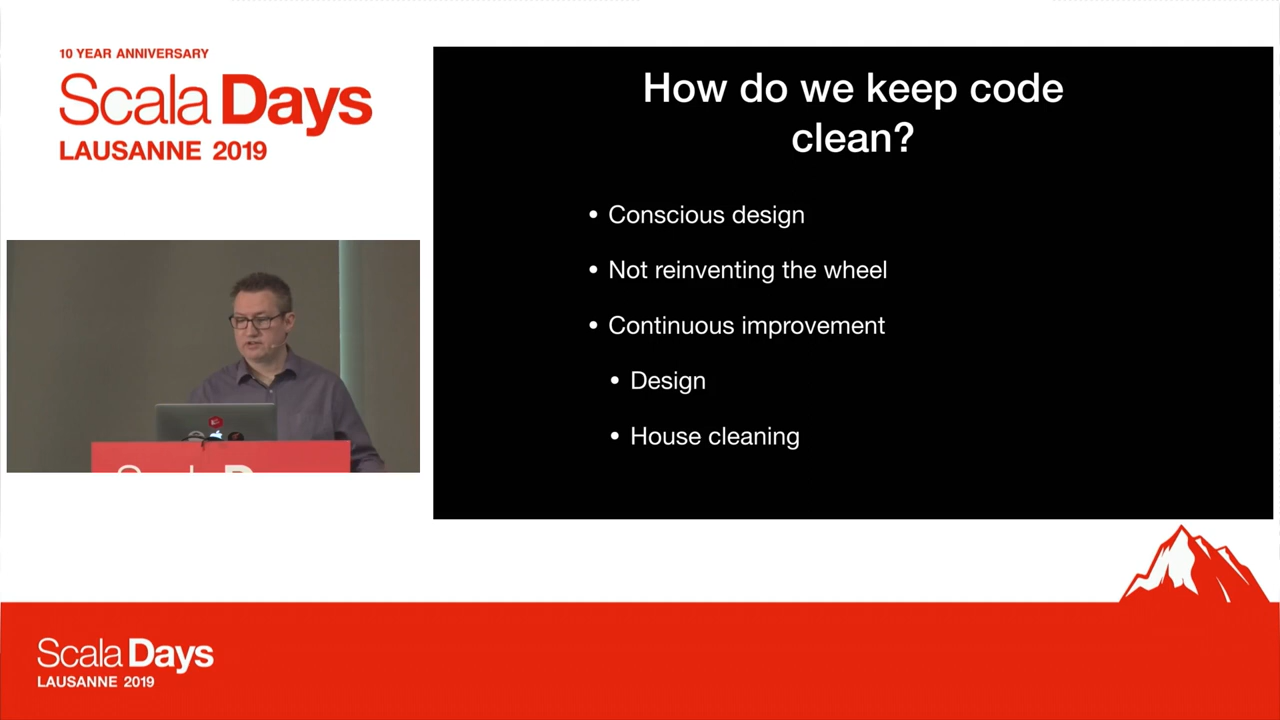 10 YEAR ANNIVERSARY
Scala Days
LAUSANNE 2019
How do we keep code
clean?
• Conscious design
• Not reinventing the wheel
• Continuous improvement
• Design
• House cleaning
Scala Days
LAUSANNE 2019